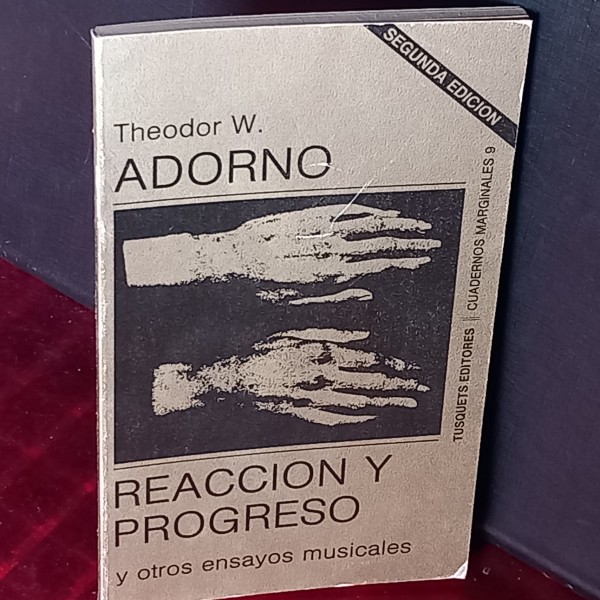 SEGUNDA EDICION
Theodor W.
ADORNO
TUSQUETS EDITORES || CUADERNOS MARGINALES 9
REACCION Y
PROGRESO
y otros ensayos musicales